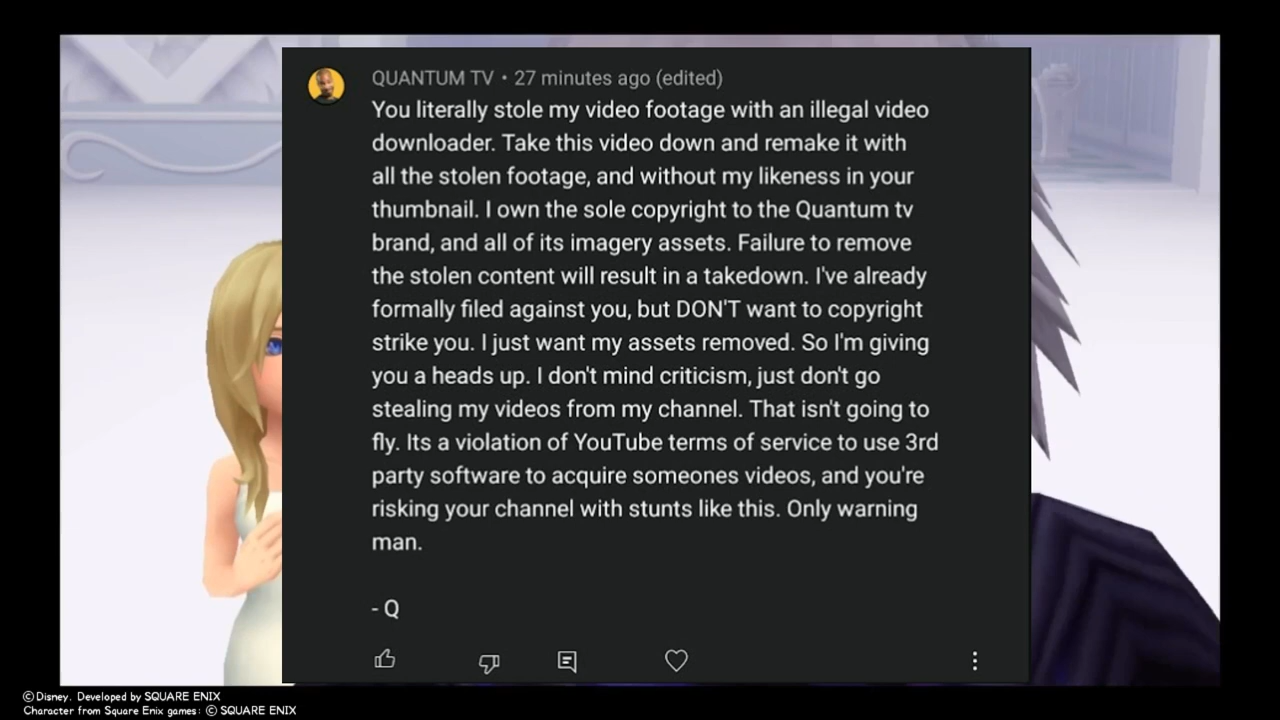 QUANTUM TV • 27 minutes ago (edited)
You literally stole my video footage with an illegal video
downloader. Take this video down and remake it with
all the stolen footage, and without my likeness in your
thumbnail. I own the sole copyright to the Quantum tv
brand, and all of its imagery assets. Failure to remove
the stolen content will result in a takedown. I've already
formally filed against you, but DON'T want to copyright
strike you. I just want my assets removed. So I'm giving
you a heads up. I don't mind criticism, just don't go
stealing my videos from my channel. That isn't going to
fly. Its a violation of YouTube terms of service to use 3rd
party software to acquire someones videos, and you're
risking your channel with stunts like this. Only warning
man.
- Q
©Disney. Developed by SQUARE ENIX
Character from Square Enix games: © SQUARE ENIX